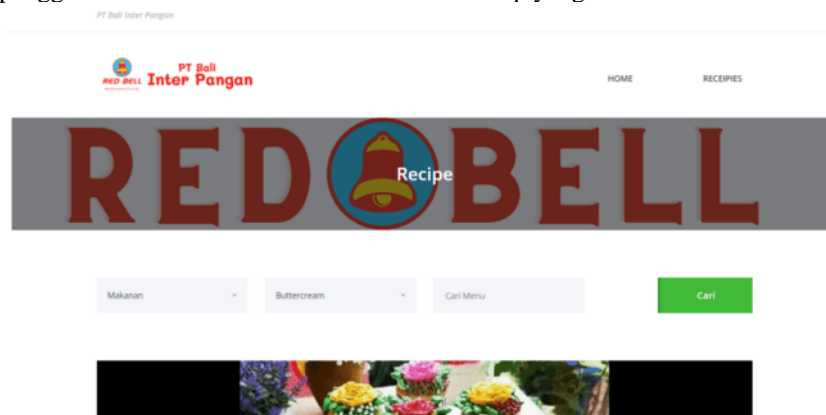 PT Bali Inter Pangan
PT Bali
RED BELL Inter Pangan
HOME RECEIPIES
RED BELL
Recipe
Makanan Buttercream Cari Menu Cari